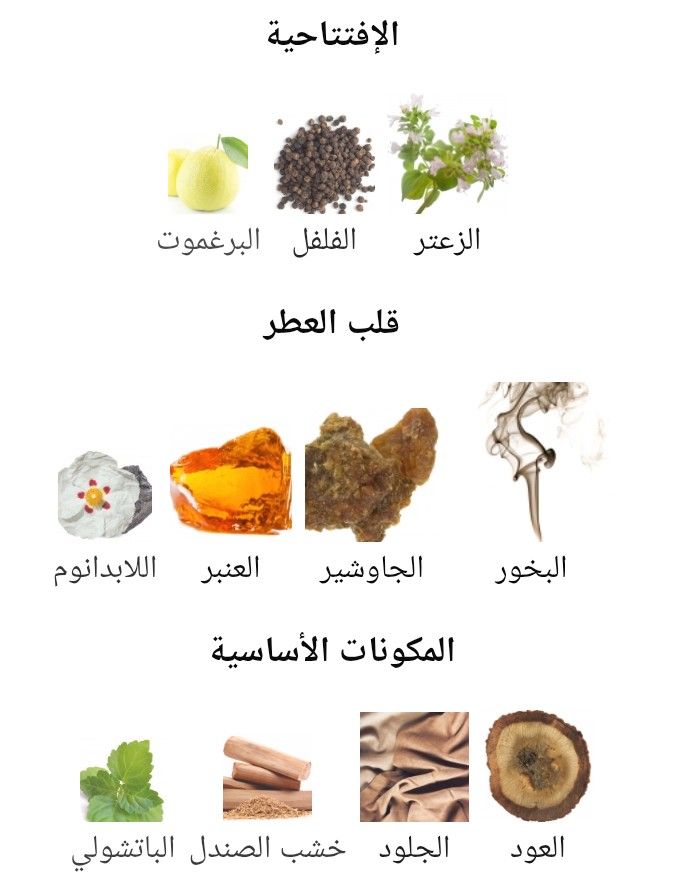 الإفتتاحية
الزعتر الفلفل البرغموت
قلب العطر
البخور الجاوشير العنبر اللابدانوم
المكونات الأساسية
العود الجلود خشب الصندل الباتشولي